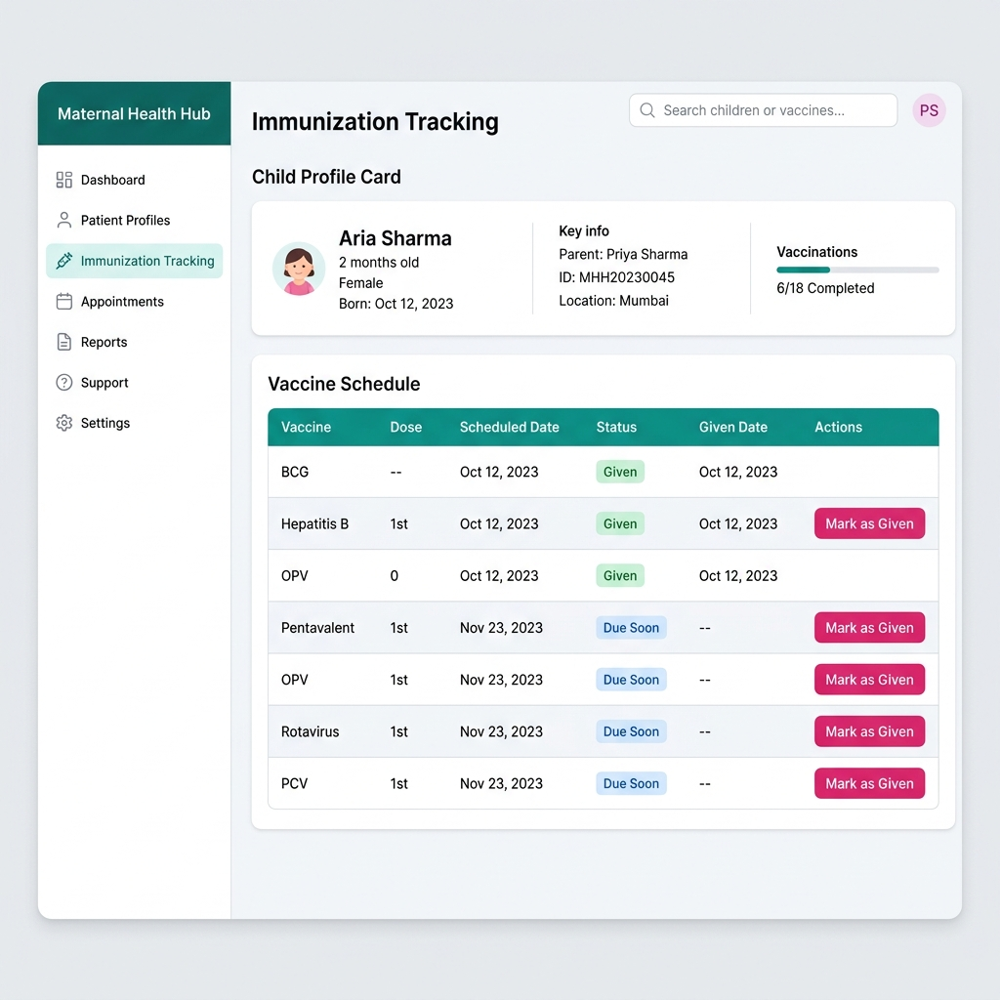 Maternal Health Hub
Dashboard
Patient Profiles
Immunization Tracking
Appointments
Reports
Support
Settings
Immunization Tracking
Search children or vaccines...
PS
Child Profile Card
Aria Sharma
2 months old
Female
Born: Oct 12, 2023
Key info
Parent: Priya Sharma
ID: MHH20230045
Location: Mumbai
Vaccinations
6/18 Completed
Vaccine Schedule
Vaccine Dose Scheduled Date Status Given Date Actions
BCG -- Oct 12, 2023 Given Oct 12, 2023
Hepatitis B 1st Oct 12, 2023 Given Oct 12, 2023 Mark as Given
OPV 0 Oct 12, 2023 Given Oct 12, 2023
Pentavalent 1st Nov 23, 2023 Due Soon -- Mark as Given
OPV 1st Nov 23, 2023 Due Soon -- Mark as Given
Rotavirus 1st Nov 23, 2023 Due Soon -- Mark as Given
PCV 1st Nov 23, 2023 Due Soon -- Mark as Given